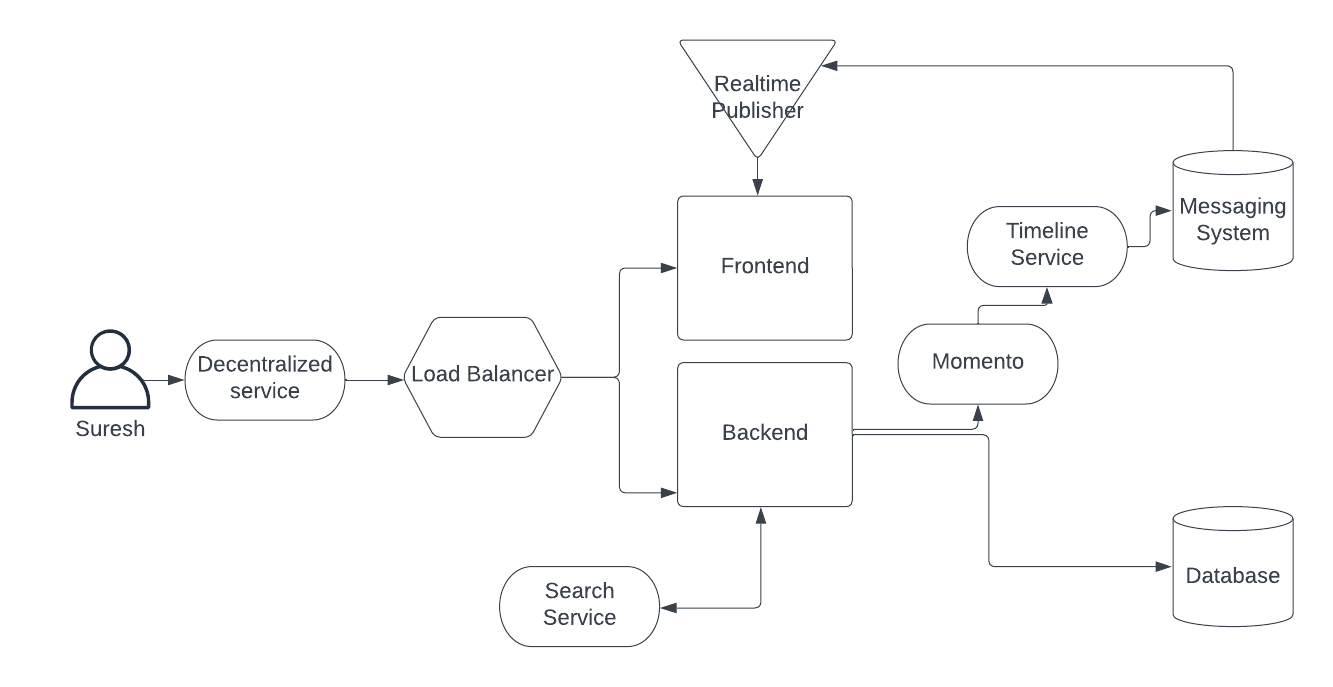 Realtime
Publisher
Messaging
System
Timeline
Service
Frontend
Decentralized
service
Load Balancer
Momento
Suresh
Backend
Search
Service
Database